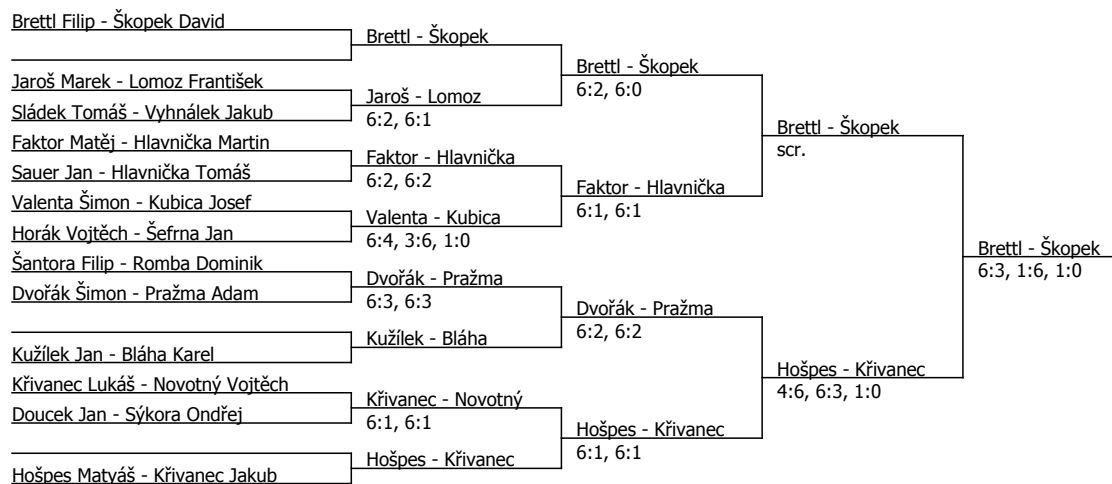 Brettl Filip - Škopek David
Brettl - Škopek
Brettl - Škopek
6:2, 6:0
Jaroš Marek - Lomoz František
Jaroš - Lomoz
6:2, 6:1
Sládek Tomáš - Vyhnálek Jakub
Brettl - Škopek
scr.
Faktor Matěj - Hlavnička Martin
Faktor - Hlavnička
6:2, 6:2
Sauer Jan - Hlavnička Tomáš
Faktor - Hlavnička
6:1, 6:1
Valenta Šimon - Kubica Josef
Valenta - Kubica
6:4, 3:6, 1:0
Horák Vojtěch - Šefrna Jan
Brettl - Škopek
6:3, 1:6, 1:0
Šantora Filip - Romba Dominik
Dvořák - Pražma
6:3, 6:3
Dvořák Šimon - Pražma Adam
Dvořák - Pražma
6:2, 6:2
Kužílek - Bláha
Kužílek Jan - Bláha Karel
Hošpes - Křivanec
4:6, 6:3, 1:0
Křivanec Lukáš - Novotný Vojtěch
Křivanec - Novotný
6:1, 6:1
Doucek Jan - Sýkora Ondřej
Hošpes - Křivanec
6:1, 6:1
Hošpes - Křivanec
Hošpes Matyáš - Křivanec Jakub